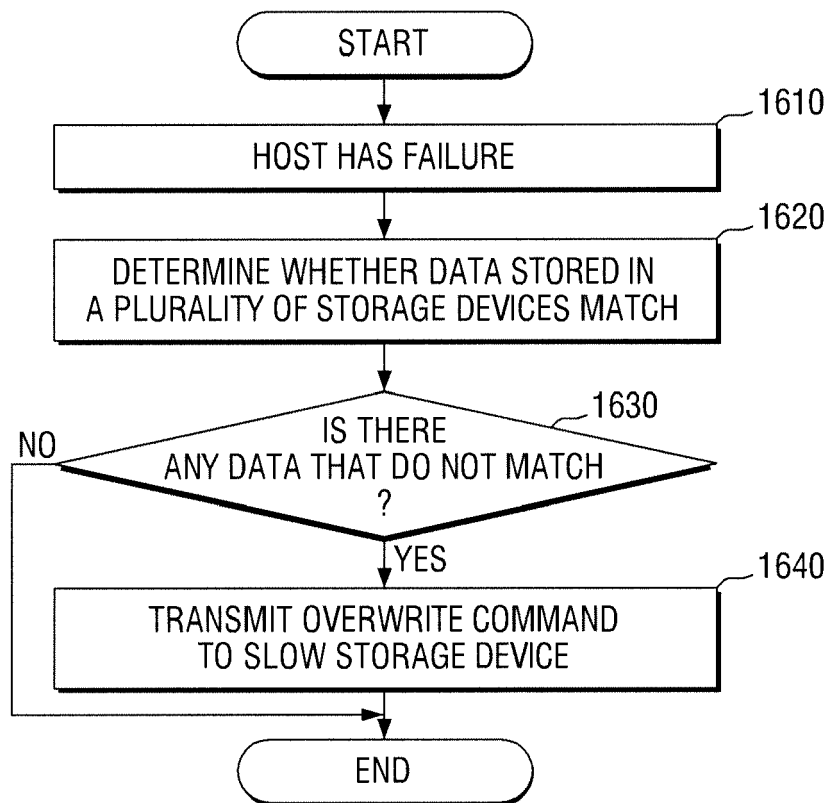 START
1610
HOST HAS FAILURE
1620
DETERMINE WHETHER DATA STORED IN
A PLURALITY OF STORAGE DEVICES MATCH
1630
NO
IS THERE
ANY DATA THAT DO NOT MATCH
?
YES
1640
TRANSMIT OVERWRITE COMMAND
TO SLOW STORAGE DEVICE
END